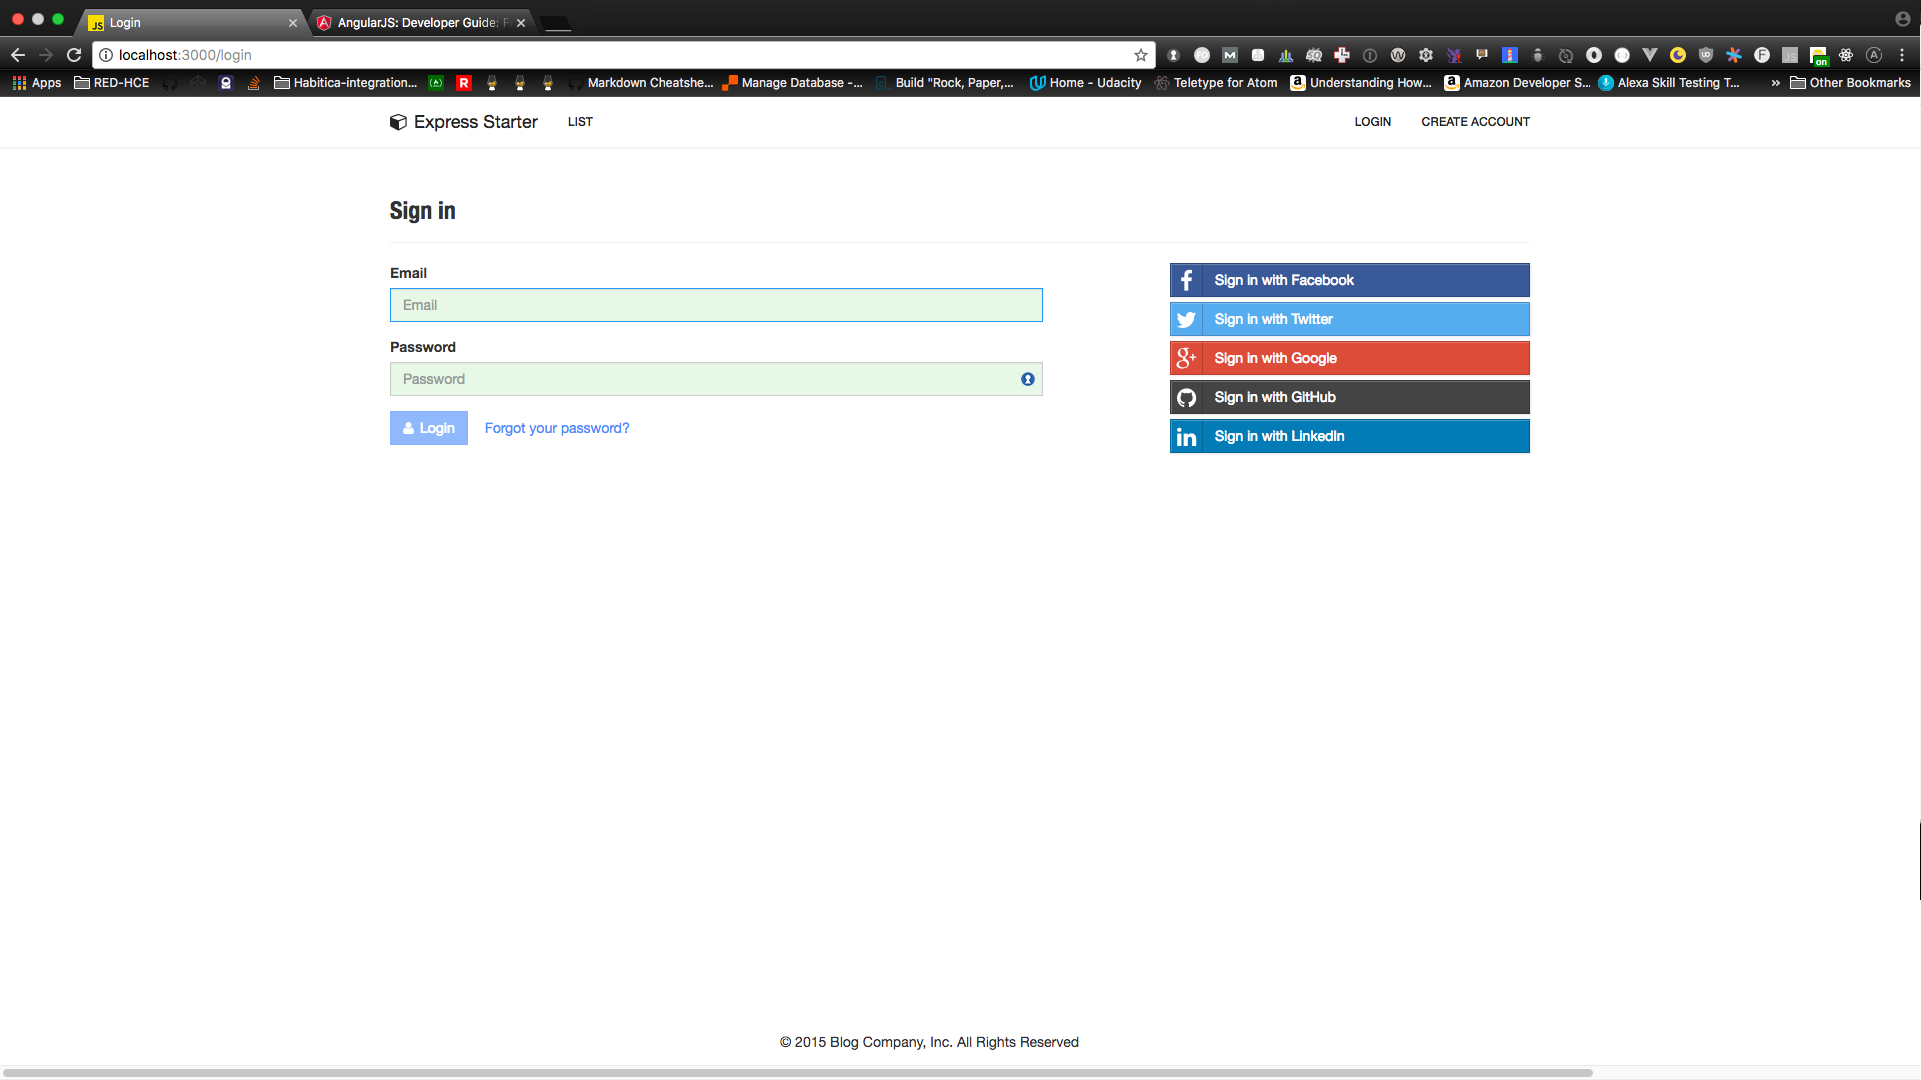 Login
AngularJS: Developer Guide: F
localhost:3000/login
on
Apps
RED-HCE
Habitica-integration...
Markdown Cheatshe...
Manage Database -...
Build "Rock, Paper,...
Home - Udacity
Teletype for Atom
Understanding How...
Amazon Developer S...
Alexa Skill Testing T...
» Other Bookmarks
Express Starter
LIST
LOGIN
CREATE ACCOUNT
Sign in
Email
Email
Password
Password
Login
Forgot your password?
Sign in with Facebook
Sign in with Twitter
Sign in with Google
Sign in with GitHub
Sign in with LinkedIn
© 2015 Blog Company, Inc. All Rights Reserved